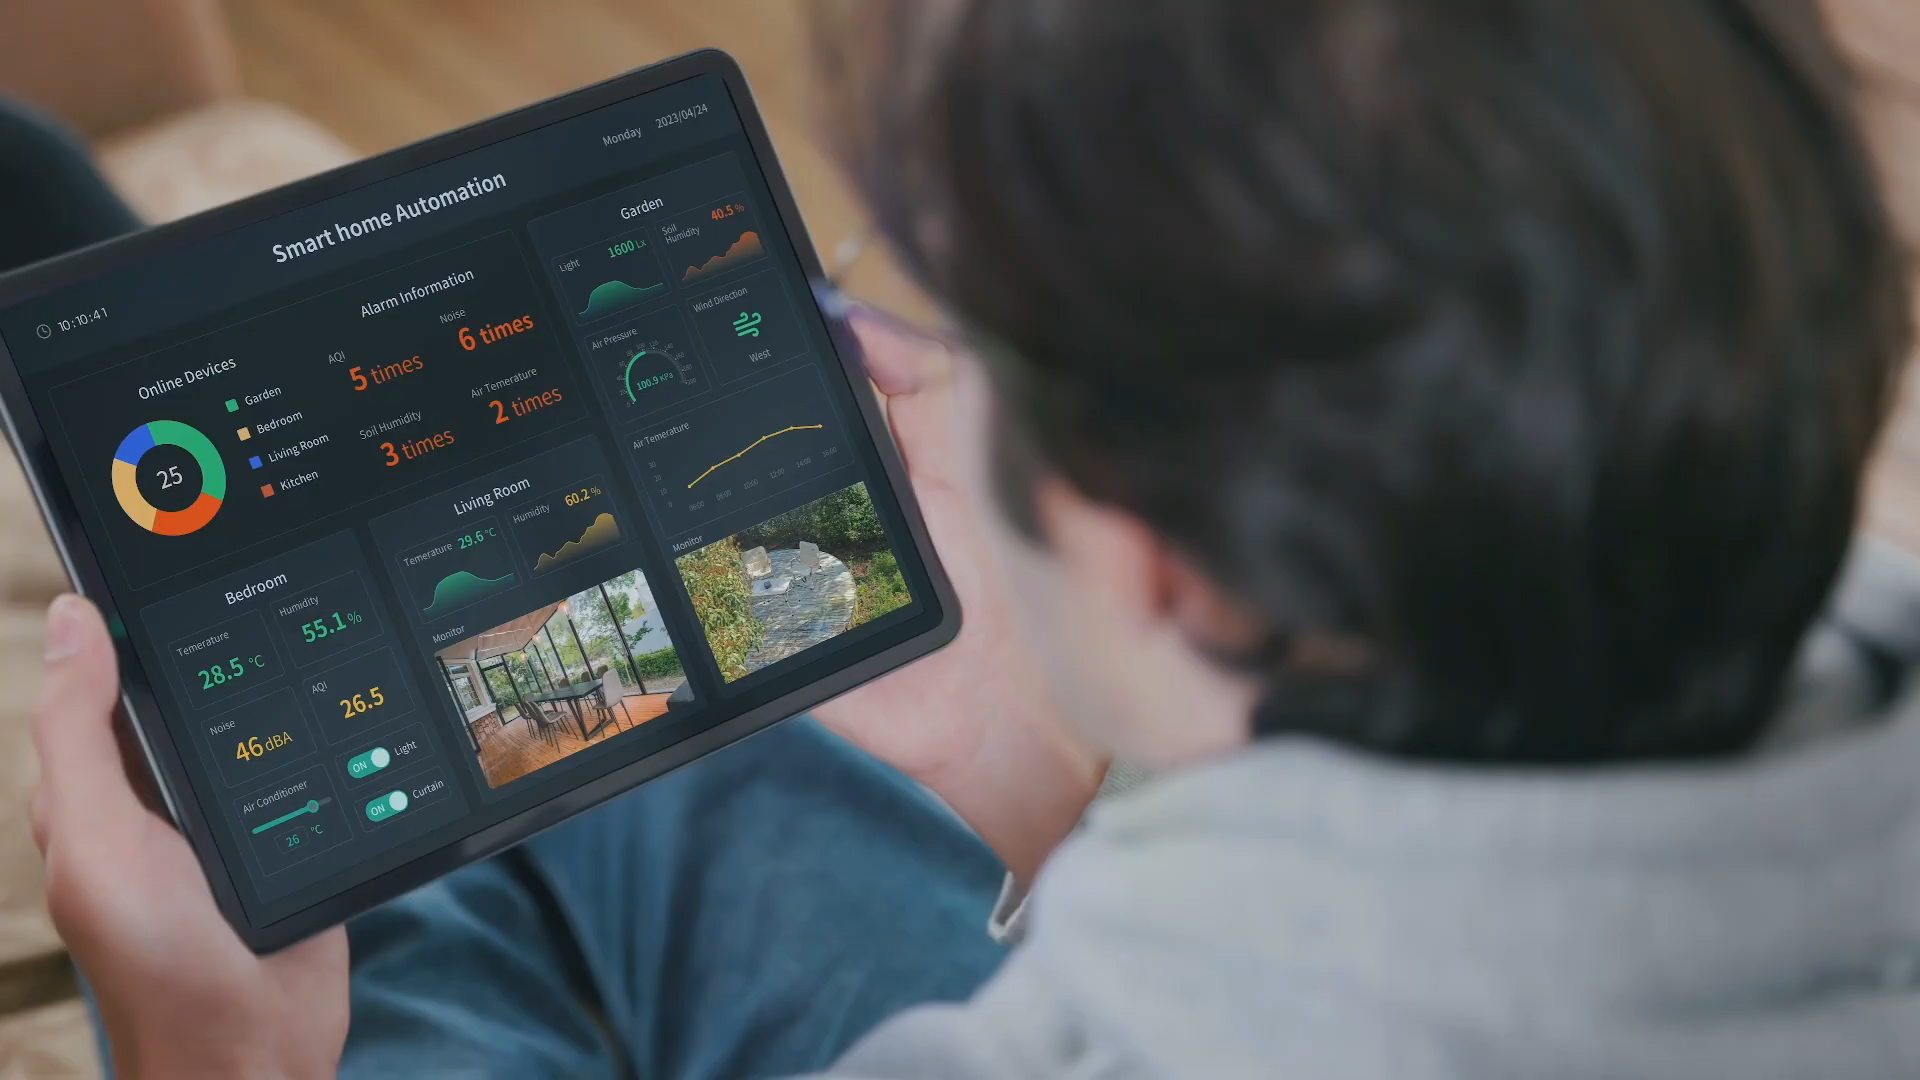 Monday 2023/04/24
Smart home Automation
10:10:41
Online Devices
25
Garden
Bedroom
Living Room
Kitchen
Alarm Information
AQI
5 times
Noise
6 times
Soil Humidity
3 times
Air Temerature
2 times
Garden
Light
1600 Lx
Soil
Humidity
40.5 %
Air Pressure
100.9 KPa
Wind Direction
West
Air Temerature
Monitor
Living Room
Temerature 29.6 °C
Humidity 60.2 %
Monitor
Bedroom
Temerature
28.5 °C
Humidity
55.1 %
Noise
46 dBA
AQI
26.5
Air Conditioner
26 °C
ON Light
ON Curtain